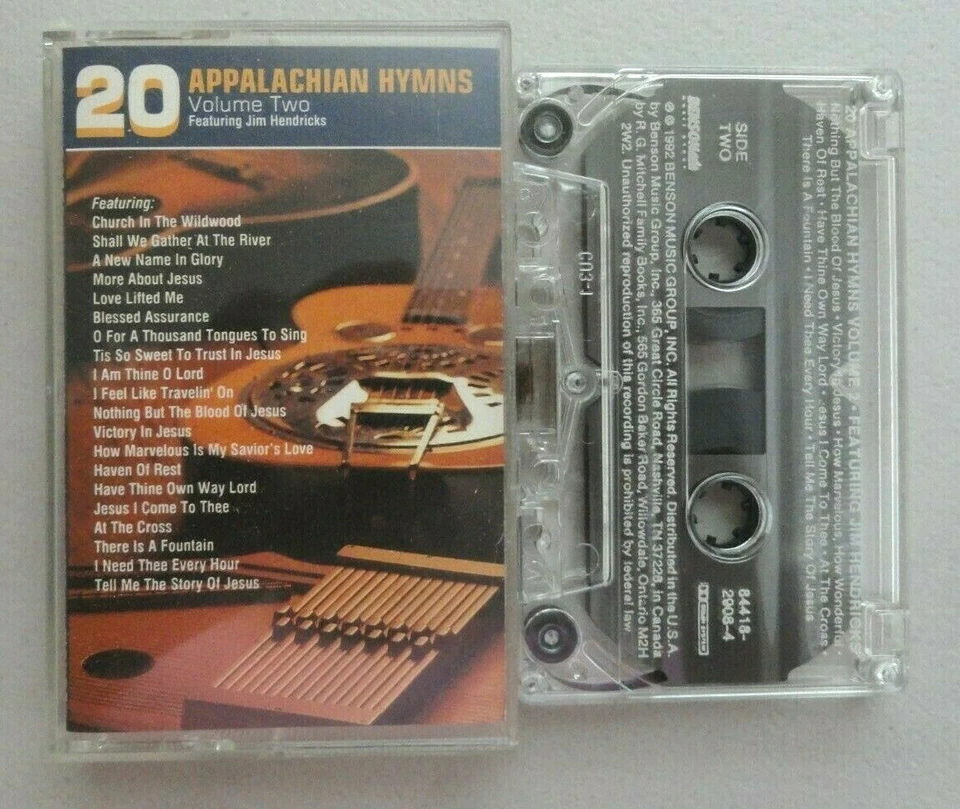 20 APPALACHIAN HYMNS
Volume Two
Featuring Jim Hendricks
Featuring:
Church In The Wildwood
Shall We Gather At The River
A New Name In Glory
More About Jesus
Love Lifted Me
Blessed Assurance
O For A Thousand Tongues To Sing
Tis So Sweet To Trust In Jesus
I Am Thine O Lord
I Feel Like Travelin' On
Nothing But The Blood Of Jesus
Victory In Jesus
How Marvelous Is My Savior's Love
Haven Of Rest
Have Thine Own Way Lord
Jesus I Come To Thee
At The Cross
There Is A Fountain
I Need Thee Every Hour
Tell Me The Story Of Jesus
20 APPALACHIAN HYMNS VOLUME 2 • FEATURING JIM HENDRICKS
Nothing But The Blood Of Jesus • Victory In Jesus • How Marvelous, How Wonderful •
Haven Of Rest • Have Thine Own Way Lord • Jesus I Come To Thee • At The Cross •
There Is A Fountain • I Need Thee Every Hour • Tell Me The Story Of Jesus
SIDE
TWO
84418-
2908-4
℗ © 1992 BENSON MUSIC GROUP, INC. All Rights Reserved. Distributed in the U.S.A.
by Benson Music Group, Inc., 365 Great Circle Road, Nashville, TN 37228, in Canada
by R. G. Mitchell Family Books, Inc., 565 Gordon Baker Road, Willowdale, Ontario M2H
2W2. Unauthorized reproduction of this recording is prohibited by federal law